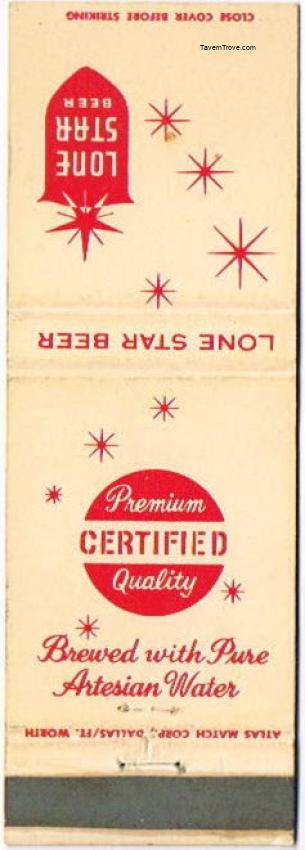 CLOSE COVER BEFORE STRIKING
TavernTrove.com
LONE
STAR
BEER
LONE STAR BEER
Premium
CERTIFIED
Quality
Brewed with Pure
Artesian Water
ATLAS MATCH CORP., DALLAS/FT. WORTH